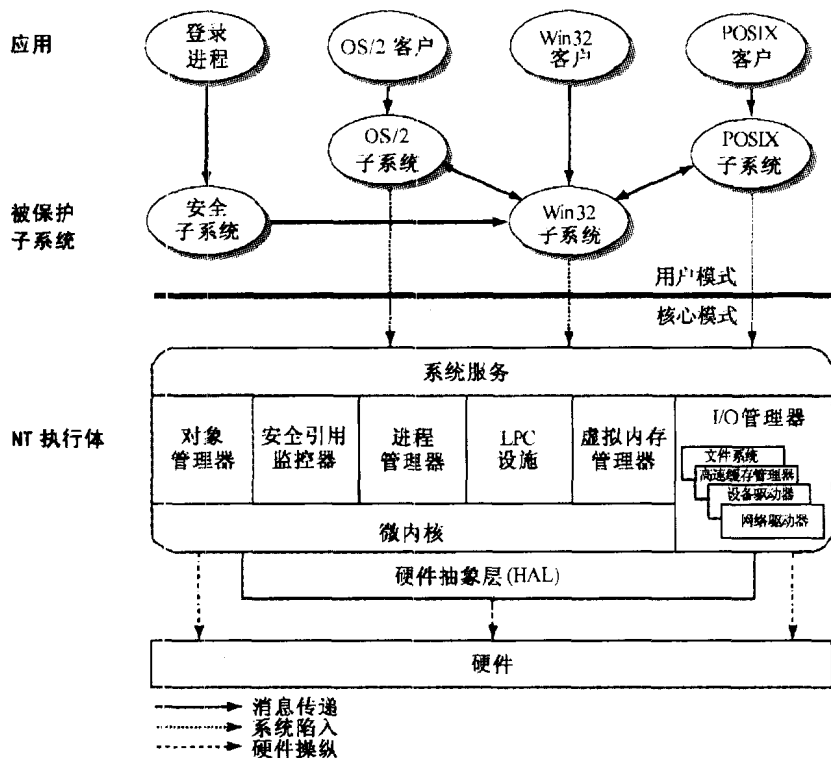 应用
登录
进程
OS/2 客户
Win32
客户
POSIX
客户
OS/2
子系统
POSIX
子系统
被保护
子系统
安全
子系统
Win32
子系统
用户模式
核心模式
系统服务
NT 执行体
对象
管理器
安全引用
监控器
进程
管理器
LPC
设施
虚拟内存
管理器
I/O 管理器
文件系统
高速缓存管理器
设备驱动器
网络驱动器
微内核
硬件抽象层(HAL)
硬件
消息传递
系统陷入
硬件操纵